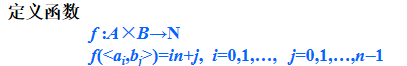 定义函数
f :A×B→N
f(<aᵢ,bⱼ>)=in+j, i=0,1,…, j=0,1,…,n−1